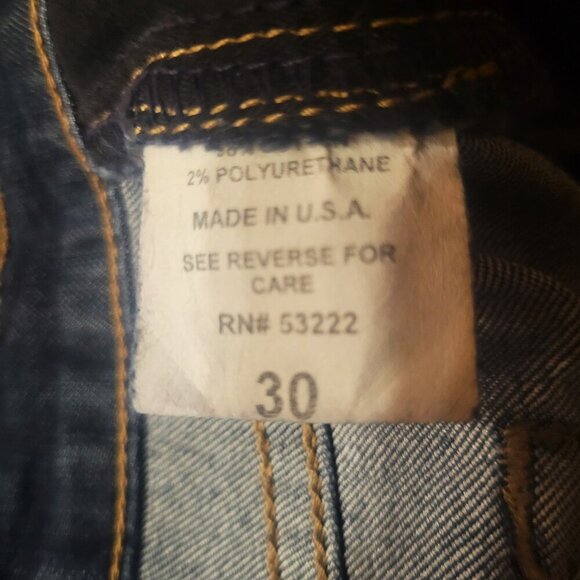 2% POLYURETHANE
MADE IN U.S.A.
SEE REVERSE FOR
CARE
RN# 53222
30